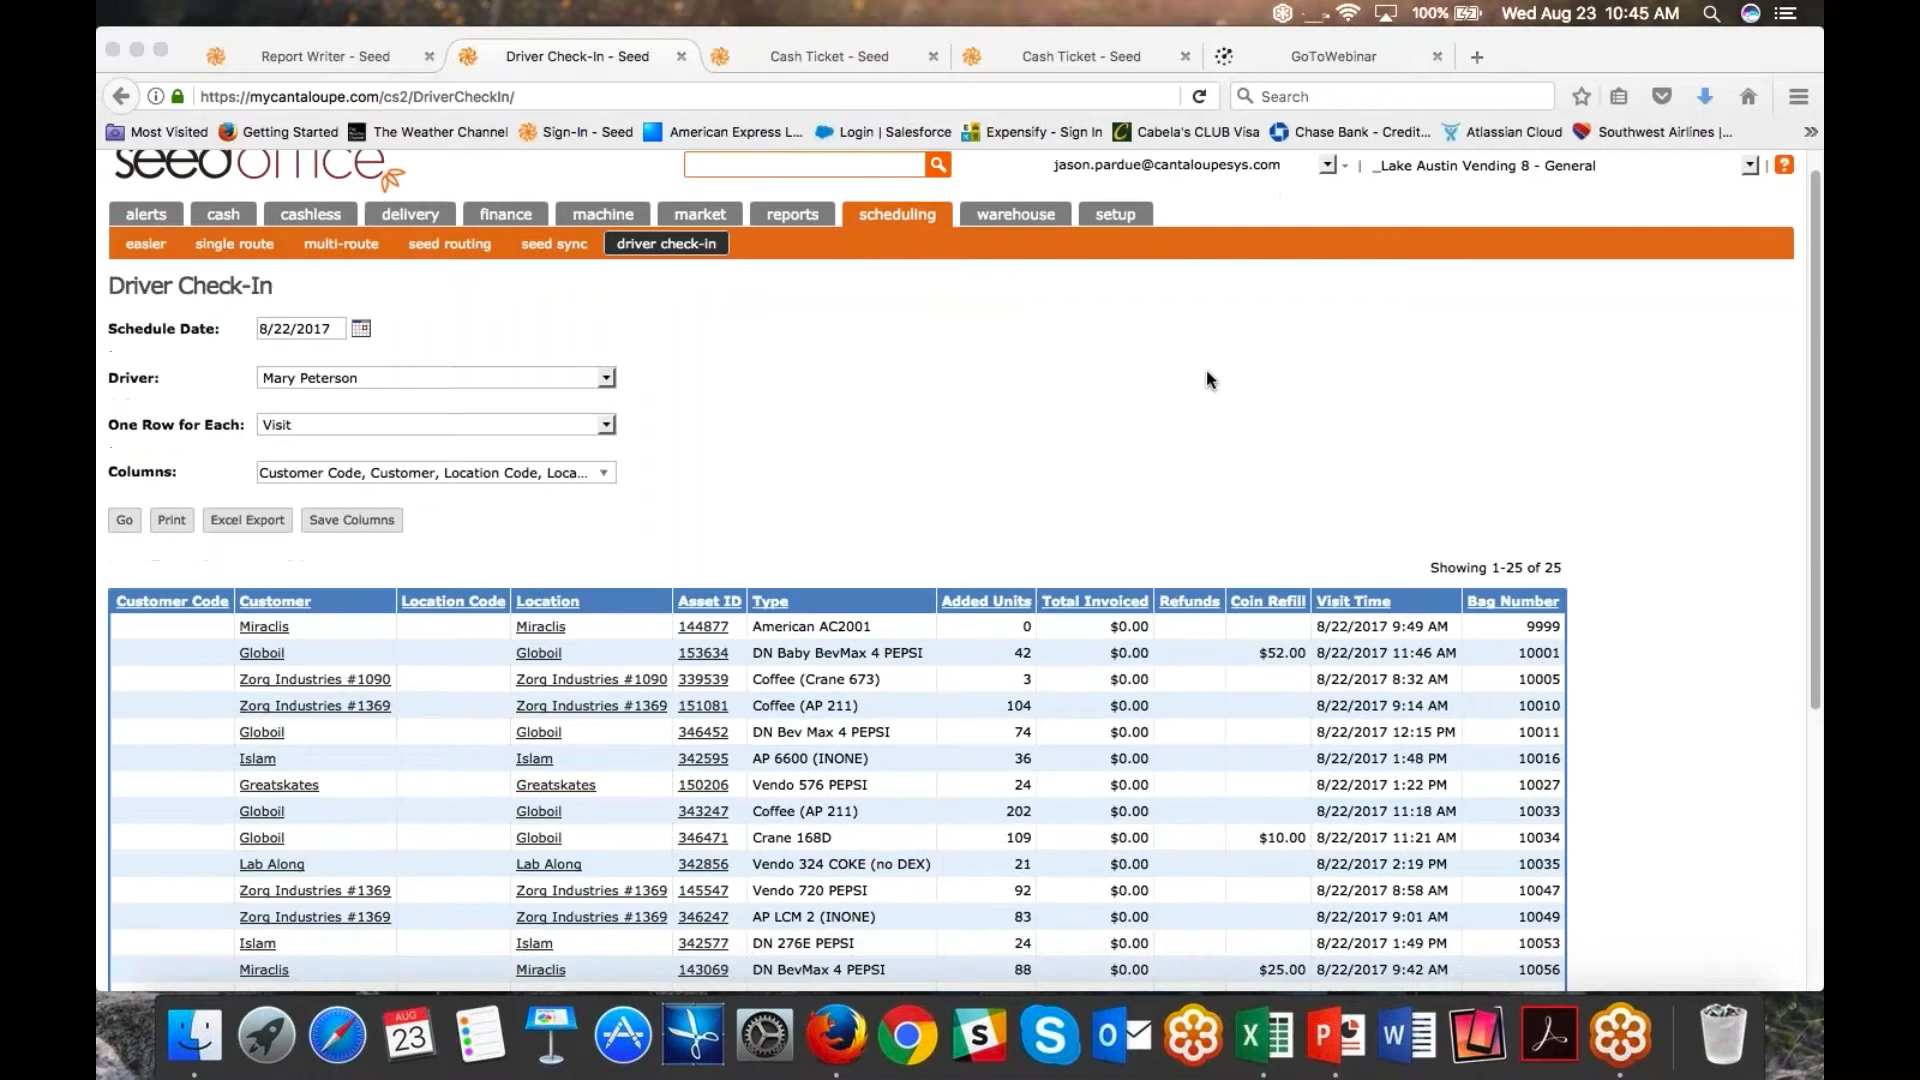 100% Wed Aug 23 10:45 AM
Report Writer - Seed Driver Check-In - Seed Cash Ticket - Seed Cash Ticket - Seed GoToWebinar
https://mycantaloupe.com/cs2/DriverCheckIn/ Search
Most Visited Getting Started The Weather Channel Sign-In - Seed American Express L... Login | Salesforce Expensify - Sign In Cabela's CLUB Visa Chase Bank - Credit... Atlassian Cloud Southwest Airlines |...
seedoffice jason.pardue@cantaloupesys.com - | _Lake Austin Vending 8 - General | ?
alerts cash cashless delivery finance machine market reports scheduling warehouse setup
easier single route multi-route seed routing seed sync driver check-in
Driver Check-In
Schedule Date: 8/22/2017
Driver: Mary Peterson
One Row for Each: Visit
Columns: Customer Code, Customer, Location Code, Loca...
Go Print Excel Export Save Columns
Showing 1-25 of 25
Customer Code Customer Location Code Location Asset ID Type Added Units Total Invoiced Refunds Coin Refill Visit Time Bag Number
Miraclis Miraclis 144877 American AC2001 0 $0.00 8/22/2017 9:49 AM 9999
Globoil Globoil 153634 DN Baby BevMax 4 PEPSI 42 $0.00 $52.00 8/22/2017 11:46 AM 10001
Zorq Industries #1090 Zorq Industries #1090 339539 Coffee (Crane 673) 3 $0.00 8/22/2017 8:32 AM 10005
Zorq Industries #1369 Zorq Industries #1369 151081 Coffee (AP 211) 104 $0.00 8/22/2017 9:14 AM 10010
Globoil Globoil 346452 DN Bev Max 4 PEPSI 74 $0.00 8/22/2017 12:15 PM 10011
Islam Islam 342595 AP 6600 (INONE) 36 $0.00 8/22/2017 1:48 PM 10016
Greatskates Greatskates 150206 Vendo 576 PEPSI 24 $0.00 8/22/2017 1:22 PM 10027
Globoil Globoil 343247 Coffee (AP 211) 202 $0.00 8/22/2017 11:18 AM 10033
Globoil Globoil 346471 Crane 168D 109 $0.00 $10.00 8/22/2017 11:21 AM 10034
Lab Along Lab Along 342856 Vendo 324 COKE (no DEX) 21 $0.00 8/22/2017 2:19 PM 10035
Zorq Industries #1369 Zorq Industries #1369 145547 Vendo 720 PEPSI 92 $0.00 8/22/2017 8:58 AM 10047
Zorq Industries #1369 Zorq Industries #1369 346247 AP LCM 2 (INONE) 83 $0.00 8/22/2017 9:01 AM 10049
Islam Islam 342577 DN 276E PEPSI 24 $0.00 8/22/2017 1:49 PM 10053
Miraclis Miraclis 143069 DN BevMax 4 PEPSI 88 $0.00 $25.00 8/22/2017 9:42 AM 10056
AUG
23 S S O X P W